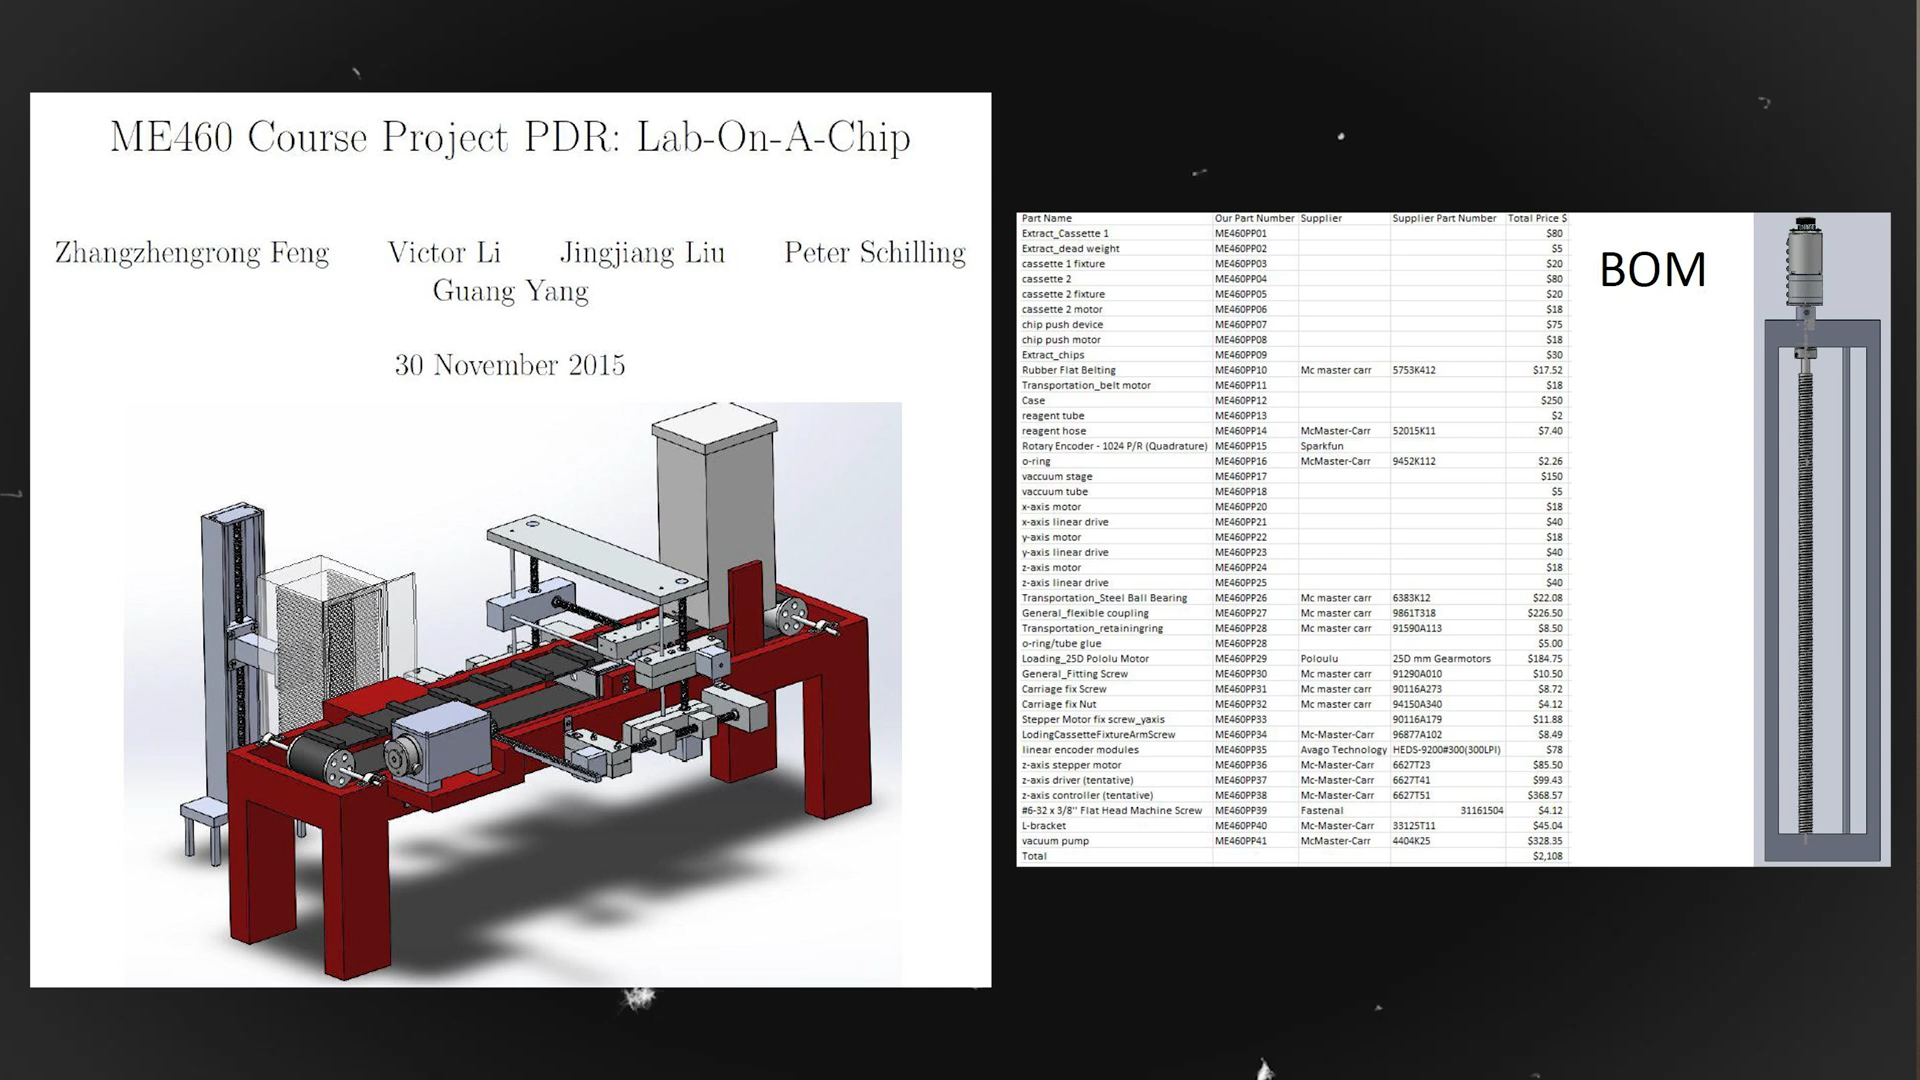 ME460 Course Project PDR: Lab-On-A-Chip
Zhangzhengrong Feng Victor Li Jingjiang Liu Peter Schilling
Guang Yang
30 November 2015
BOM
Part Name Our Part Number Supplier Supplier Part Number Total Price $
Extract_Cassette 1 ME460PP01 $80
Extract_dead weight ME460PP02 $5
cassette 1 fixture ME460PP03 $20
cassette 2 ME460PP04 $80
cassette 2 fixture ME460PP05 $20
cassette 2 motor ME460PP06 $18
chip push device ME460PP07 $75
chip push motor ME460PP08 $18
Extract_chips ME460PP09 $30
Rubber Flat Belting ME460PP10 Mc master carr 5753K412 $17.52
Transportation_belt motor ME460PP11 $18
Case ME460PP12 $250
reagent tube ME460PP13 $2
reagent hose ME460PP14 McMaster-Carr 52015K11 $7.40
Rotary Encoder - 1024 P/R (Quadrature) ME460PP15 Sparkfun
o-ring ME460PP16 McMaster-Carr 9452K112 $2.26
vaccuum stage ME460PP17 $150
vaccuum tube ME460PP18 $5
x-axis motor ME460PP20 $18
x-axis linear drive ME460PP21 $40
y-axis motor ME460PP22 $18
y-axis linear drive ME460PP23 $40
z-axis motor ME460PP24 $18
z-axis linear drive ME460PP25 $40
Transportation_Steel Ball Bearing ME460PP26 Mc master carr 6383K12 $22.08
General_flexible coupling ME460PP27 Mc master carr 9861T318 $226.50
Transportation_retainingring ME460PP28 Mc master carr 91590A113 $8.50
o-ring/tube glue ME460PP28 $5.00
Loading_25D Pololu Motor ME460PP29 Poloulu 25D mm Gearmotors $184.75
General_Fitting Screw ME460PP30 Mc master carr 91290A010 $10.50
Carriage fix Screw ME460PP31 Mc master carr 90116A273 $8.72
Carriage fix Nut ME460PP32 Mc master carr 94150A340 $4.12
Stepper Motor fix screw_yaxis ME460PP33 90116A179 $11.88
LodingCassetteFixtureArmScrew ME460PP34 Mc-Master-Carr 96877A102 $8.49
linear encoder modules ME460PP35 Avago Technology HEDS-9200#300(300LPI) $78
z-axis stepper motor ME460PP36 Mc-Master-Carr 6627T23 $85.50
z-axis driver (tentative) ME460PP37 Mc-Master-Carr 6627T41 $99.43
z-axis controller (tentative) ME460PP38 Mc-Master-Carr 6627T51 $368.57
#6-32 x 3/8'' Flat Head Machine Screw ME460PP39 Fastenal 31161504 $4.12
L-bracket ME460PP40 Mc-Master-Carr 33125T11 $45.04
vacuum pump ME460PP41 McMaster-Carr 4404K25 $328.35
Total $2,108